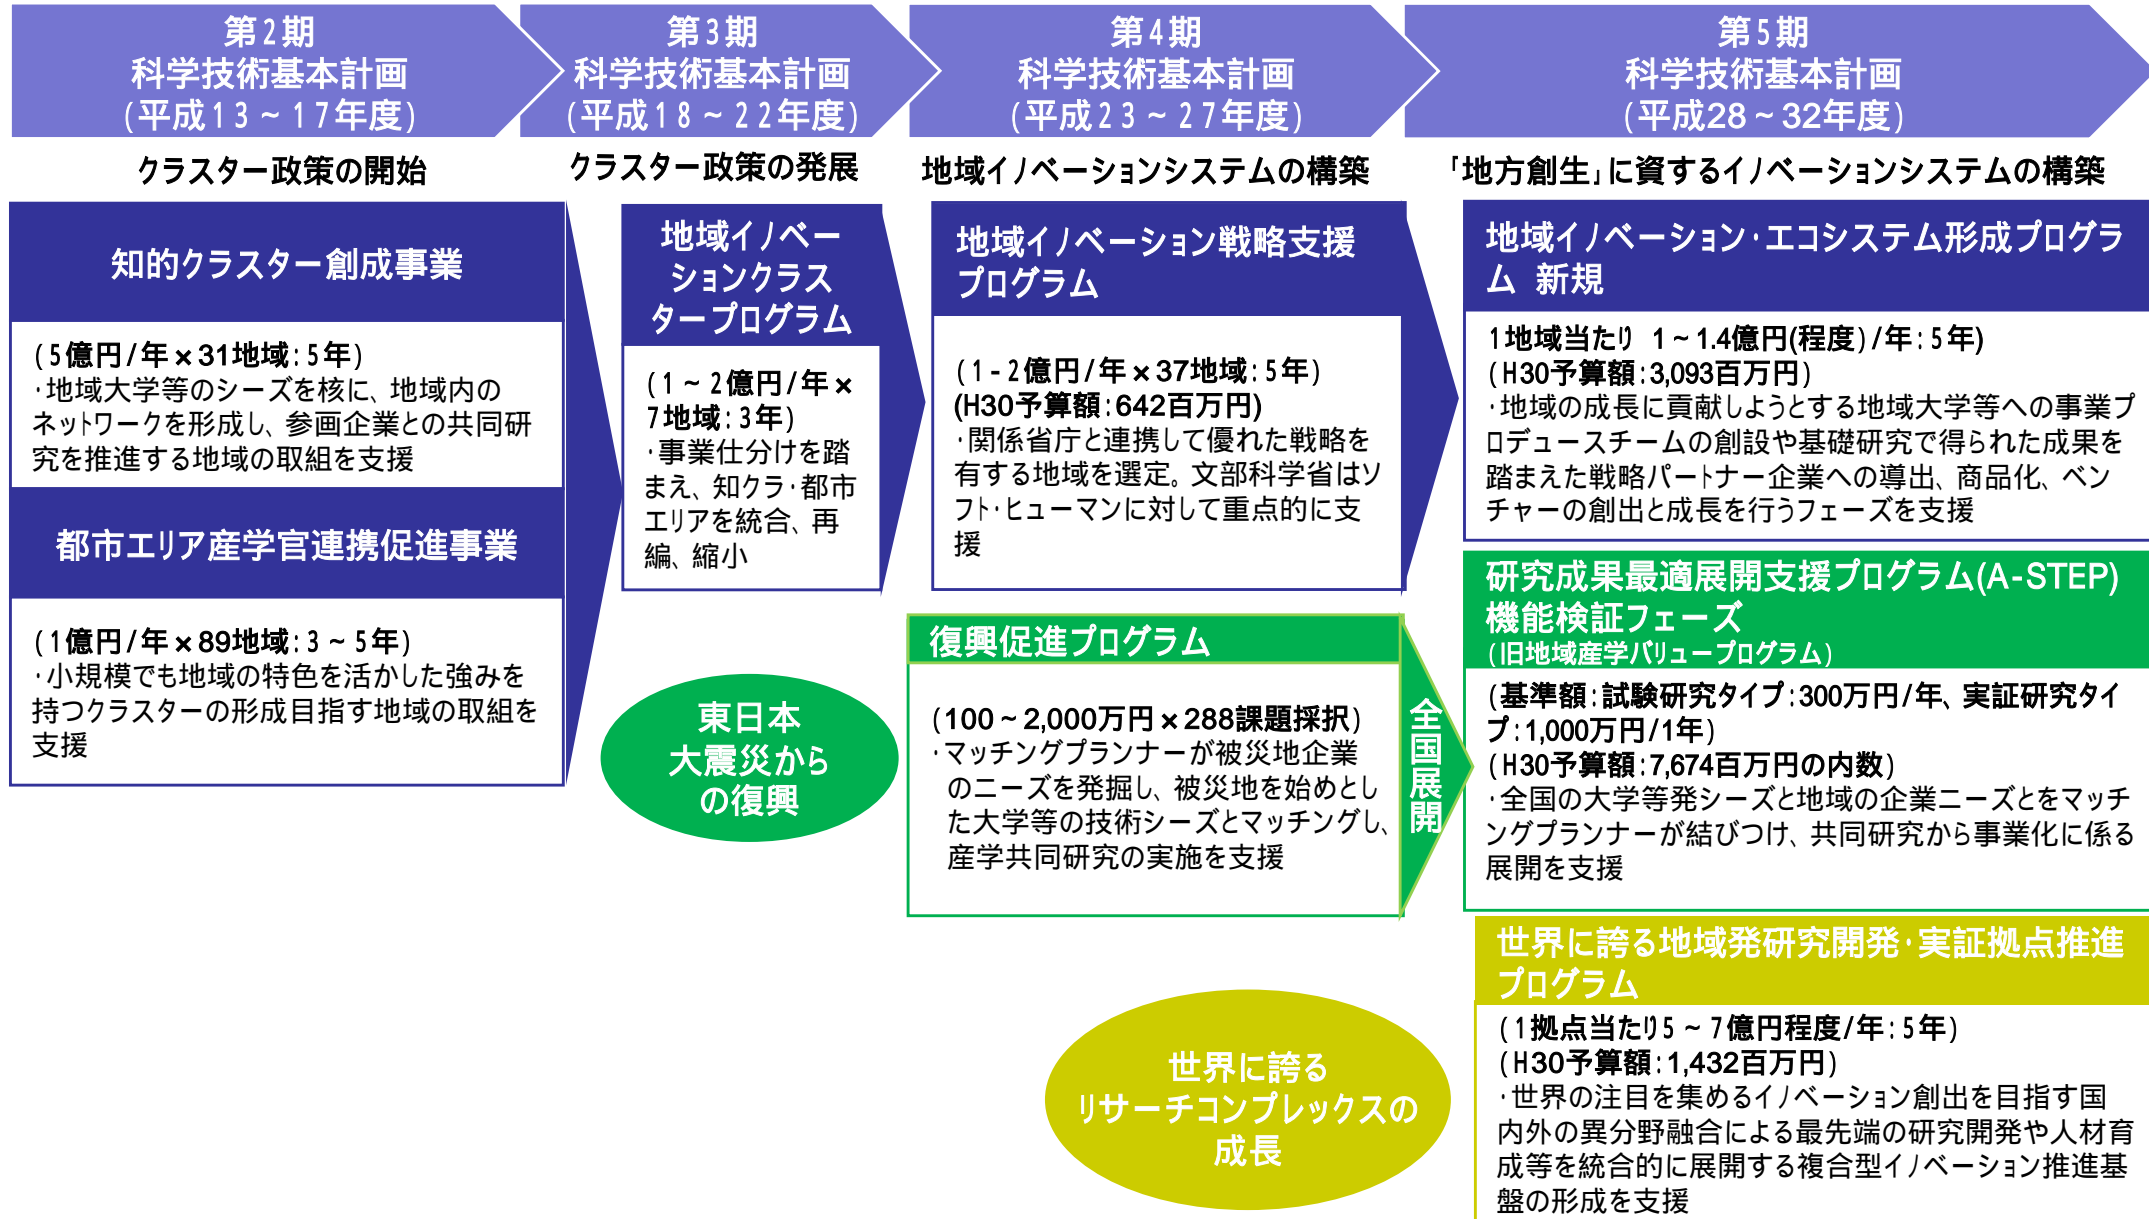 第2期
科学技術基本計画
(平成13~17年度)
第3期
科学技術基本計画
(平成18~22年度)
第4期
科学技術基本計画
(平成23~27年度)
第5期
科学技術基本計画
(平成28~32年度)
クラスター政策の開始
クラスター政策の発展
地域イノベーションシステムの構築
「地方創生」に資するイノベーションシステムの構築
知的クラスター創成事業
(5億円/年×31地域:5年)
・地域大学等のシーズを核に、地域内の
ネットワークを形成し、参画企業との共同研
究を推進する地域の取組を支援
都市エリア産学官連携促進事業
(1億円/年×89地域:3~5年)
・小規模でも地域の特色を活かした強みを
持つクラスターの形成目指す地域の取組を
支援
地域イノベー
ションクラス
タープログラム
(1~2億円/年×
7地域:3年)
・事業仕分けを踏
まえ、知クラ・都市
エリアを統合、再
編、縮小
東日本
大震災から
の復興
地域イノベーション戦略支援
プログラム
(1-2億円/年×37地域:5年)
(H30予算額:642百万円)
・関係省庁と連携して優れた戦略を
有する地域を選定。文部科学省はソ
フト・ヒューマンに対して重点的に支
援
復興促進プログラム
(100~2,000万円×288課題採択)
・マッチングプランナーが被災地企業
のニーズを発掘し、被災地を始めとし
た大学等の技術シーズとマッチングし、
産学共同研究の実施を支援
全国展開
世界に誇る
リサーチコンプレックスの
成長
地域イノベーション・エコシステム形成プログラ
ム 新規
1地域当たり 1~1.4億円(程度)/年:5年)
(H30予算額:3,093百万円)
・地域の成長に貢献しようとする地域大学等への事業プ
ロデュースチームの創設や基礎研究で得られた成果を
踏まえた戦略パートナー企業への導出、商品化、ベン
チャーの創出と成長を行うフェーズを支援
研究成果最適展開支援プログラム(A-STEP)
機能検証フェーズ
(旧地域産学バリュープログラム)
(基準額:試験研究タイプ:300万円/年、実証研究タイ
プ:1,000万円/1年)
(H30予算額:7,674百万円の内数)
・全国の大学等発シーズと地域の企業ニーズとをマッチ
ングプランナーが結びつけ、共同研究から事業化に係る
展開を支援
世界に誇る地域発研究開発・実証拠点推進
プログラム
(1拠点当たり5~7億円程度/年:5年)
(H30予算額:1,432百万円)
・世界の注目を集めるイノベーション創出を目指す国
内外の異分野融合による最先端の研究開発や人材育
成等を統合的に展開する複合型イノベーション推進基
盤の形成を支援